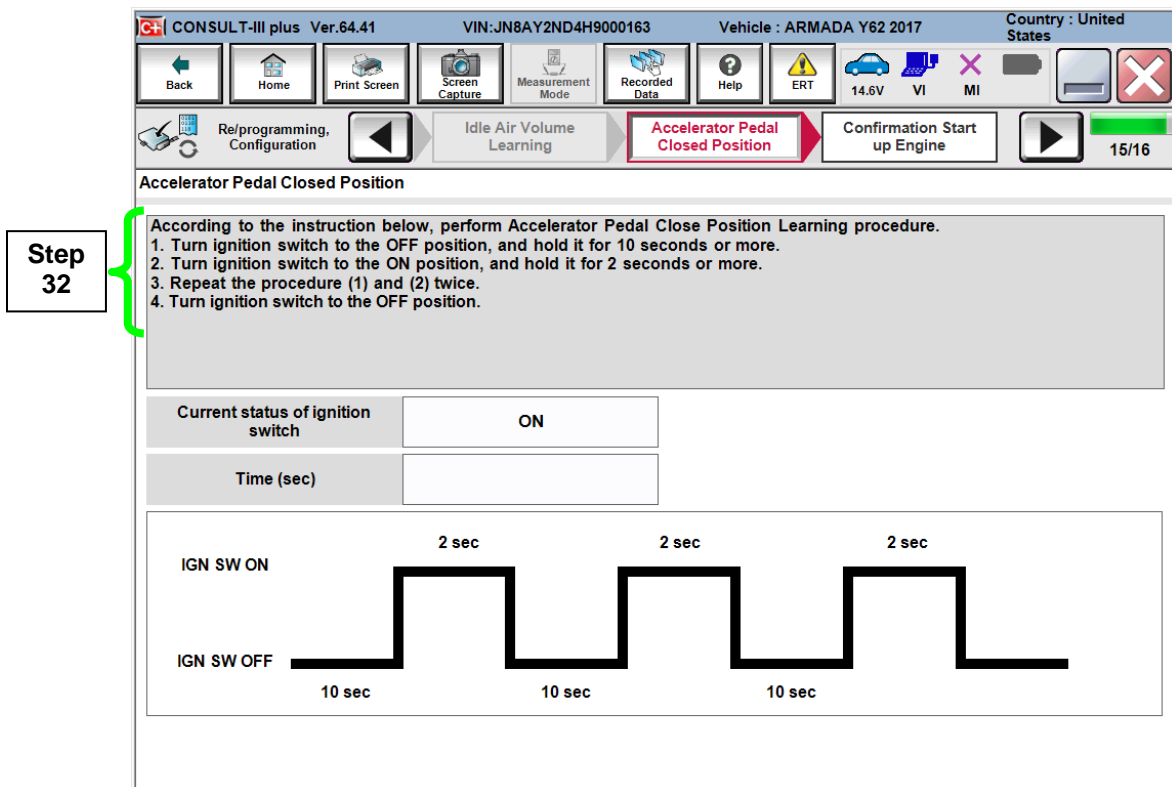 C+ CONSULT-III plus Ver.64.41 VIN:JN8AY2ND4H9000163 Vehicle : ARMADA Y62 2017 Country : United States
Back
Home
Print Screen
Screen Capture
Measurement Mode
Recorded Data
Help
ERT
14.6V
VI
MI
Re/programming, Configuration
Idle Air Volume Learning
Accelerator Pedal Closed Position
Confirmation Start up Engine
15/16
Accelerator Pedal Closed Position
Step 32
According to the instruction below, perform Accelerator Pedal Close Position Learning procedure.
1. Turn ignition switch to the OFF position, and hold it for 10 seconds or more.
2. Turn ignition switch to the ON position, and hold it for 2 seconds or more.
3. Repeat the procedure (1) and (2) twice.
4. Turn ignition switch to the OFF position.
Current status of ignition switch
ON
Time (sec)
2 sec 2 sec 2 sec
IGN SW ON
IGN SW OFF
10 sec 10 sec 10 sec